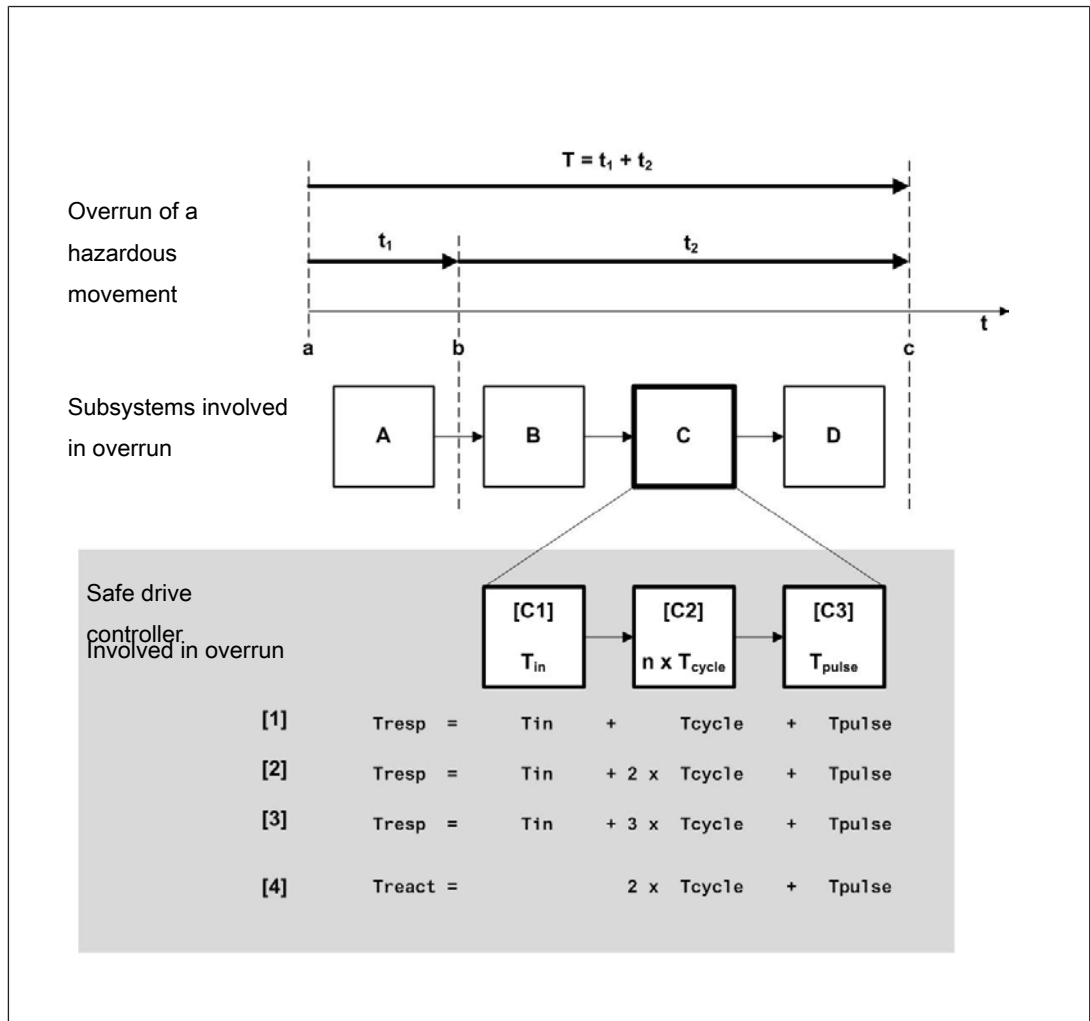 T = t₁ + t₂
Overrun of a
hazardous
movement
t₁ t₂
t
a b c
Subsystems involved
in overrun
A B C D
Safe drive
controller
Involved in overrun
[C1] [C2] [C3]
Tin n x Tcycle Tpulse
[1] Tresp = Tin + Tcycle + Tpulse
[2] Tresp = Tin + 2 x Tcycle + Tpulse
[3] Tresp = Tin + 3 x Tcycle + Tpulse
[4] Treact = 2 x Tcycle + Tpulse